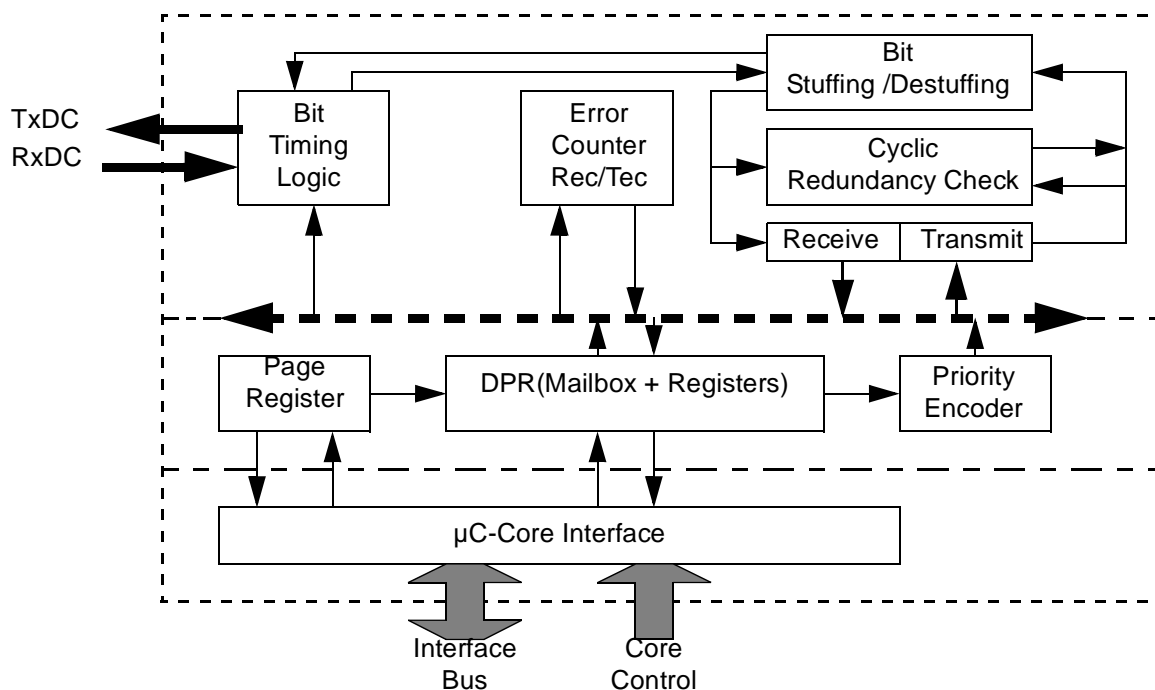 Bit
Stuffing /Destuffing
TxDC
RxDC
Bit
Timing
Logic
Error
Counter
Rec/Tec
Cyclic
Redundancy Check
Receive
Transmit
Page
Register
DPR(Mailbox + Registers)
Priority
Encoder
µC-Core Interface
Interface
Bus
Core
Control